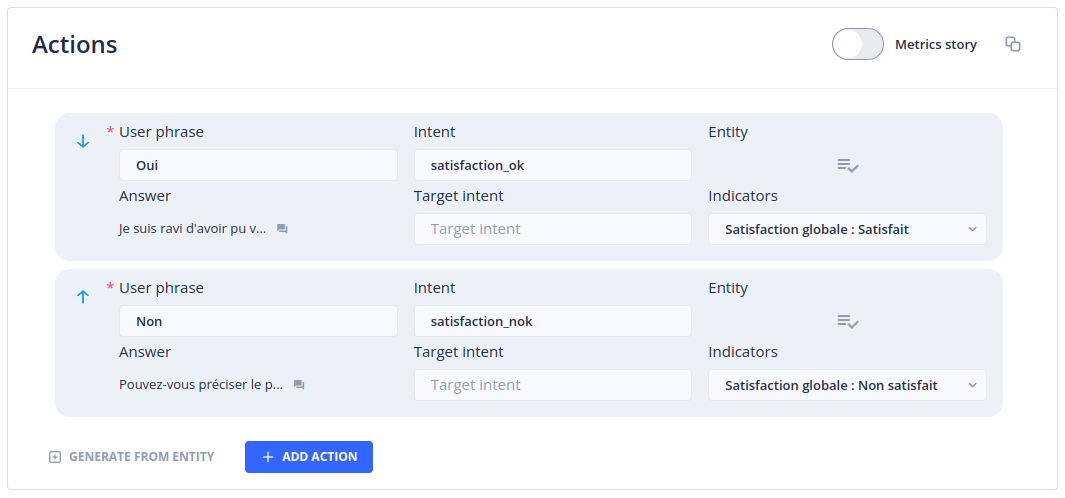 Actions
Metrics story
* User phrase Intent Entity
Oui satisfaction_ok
Answer Target intent Indicators
Je suis ravi d'avoir pu v... Target intent Satisfaction globale : Satisfait
* User phrase Intent Entity
Non satisfaction_nok
Answer Target intent Indicators
Pouvez-vous préciser le p... Target intent Satisfaction globale : Non satisfait
GENERATE FROM ENTITY ADD ACTION